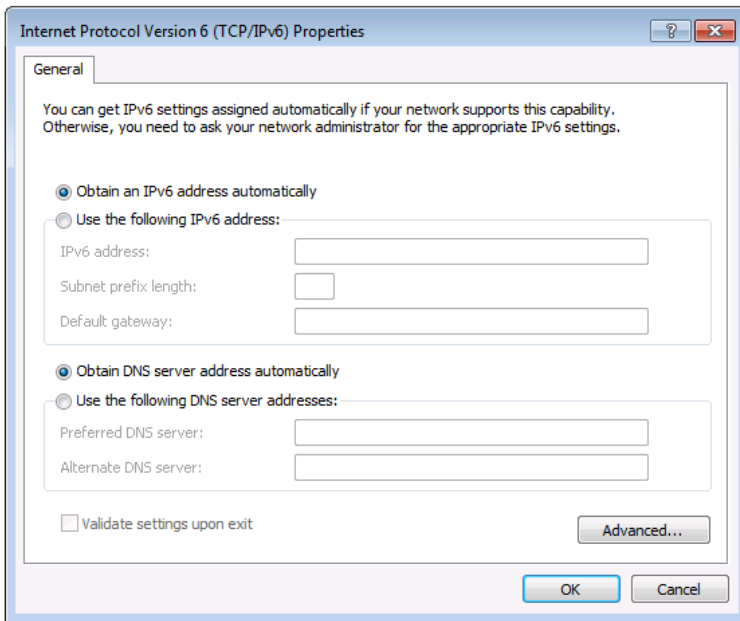 Internet Protocol Version 6 (TCP/IPv6) Properties
?
General
You can get IPv6 settings assigned automatically if your network supports this capability.
Otherwise, you need to ask your network administrator for the appropriate IPv6 settings.
Obtain an IPv6 address automatically
Use the following IPv6 address:
IPv6 address:
Subnet prefix length:
Default gateway:
Obtain DNS server address automatically
Use the following DNS server addresses:
Preferred DNS server:
Alternate DNS server:
Validate settings upon exit
Advanced...
OK Cancel